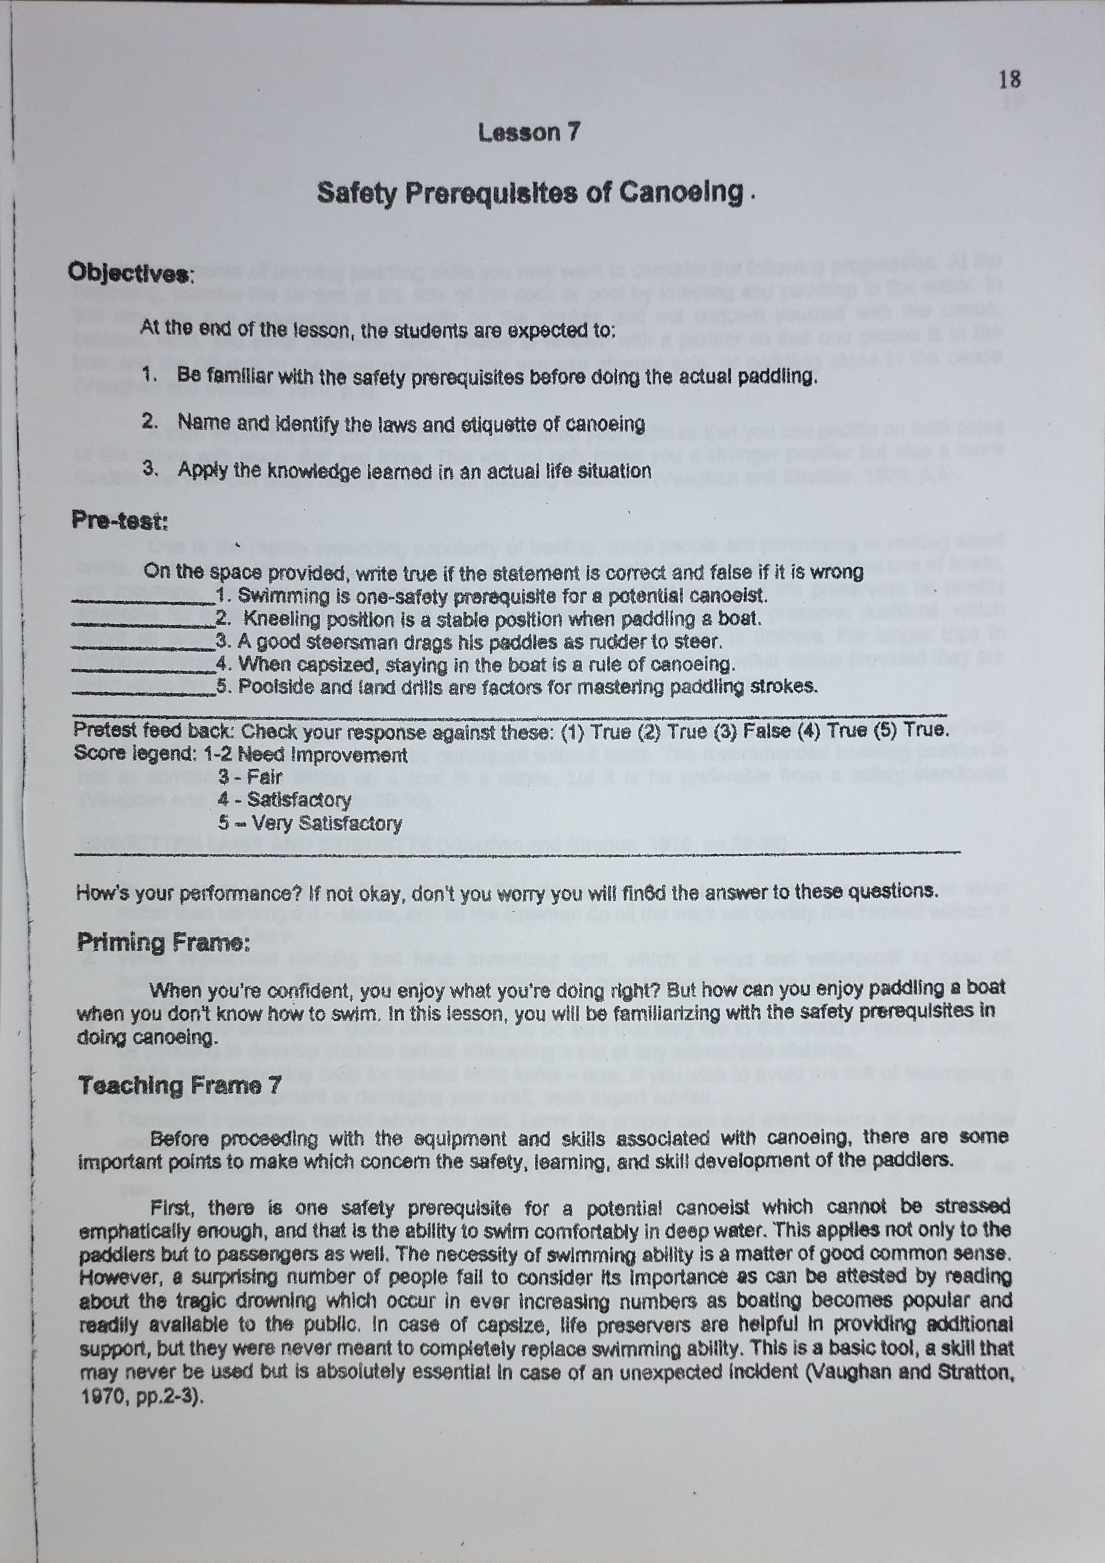 18
Lesson 7
Safety Prerequisites of Canoeing .
Objectives:
At the end of the lesson, the students are expected to:
1. Be familiar with the safety prerequisites before doing the actual paddling.
2. Name and identify the laws and etiquette of canoeing
3. Apply the knowledge learned in an actual life situation
Pre-test:
On the space provided, write true if the statement is correct and false if it is wrong
____________1. Swimming is one-safety prerequisite for a potential canoeist.
____________2. Kneeling position is a stable position when paddling a boat.
____________3. A good steersman drags his paddles as rudder to steer.
____________4. When capsized, staying in the boat is a rule of canoeing.
____________5. Poolside and land drills are factors for mastering paddling strokes.
Pretest feed back: Check your response against these: (1) True (2) True (3) False (4) True (5) True.
Score legend: 1-2 Need Improvement
3 - Fair
4 - Satisfactory
5 – Very Satisfactory
How's your performance? If not okay, don't you worry you will fin6d the answer to these questions.
Priming Frame:
When you're confident, you enjoy what you're doing right? But how can you enjoy paddling a boat
when you don't know how to swim. In this lesson, you will be familiarizing with the safety prerequisites in
doing canoeing.
Teaching Frame 7
Before proceeding with the equipment and skills associated with canoeing, there are some
important points to make which concern the safety, learning, and skill development of the paddlers.
First, there is one safety prerequisite for a potential canoeist which cannot be stressed
emphatically enough, and that is the ability to swim comfortably in deep water. This applies not only to the
paddlers but to passengers as well. The necessity of swimming ability is a matter of good common sense.
However, a surprising number of people fail to consider its importance as can be attested by reading
about the tragic drowning which occur in ever increasing numbers as boating becomes popular and
readily available to the public. In case of capsize, life preservers are helpful in providing additional
support, but they were never meant to completely replace swimming ability. This is a basic tool, a skill that
may never be used but is absolutely essential in case of an unexpected incident (Vaughan and Stratton,
1970, pp.2-3).